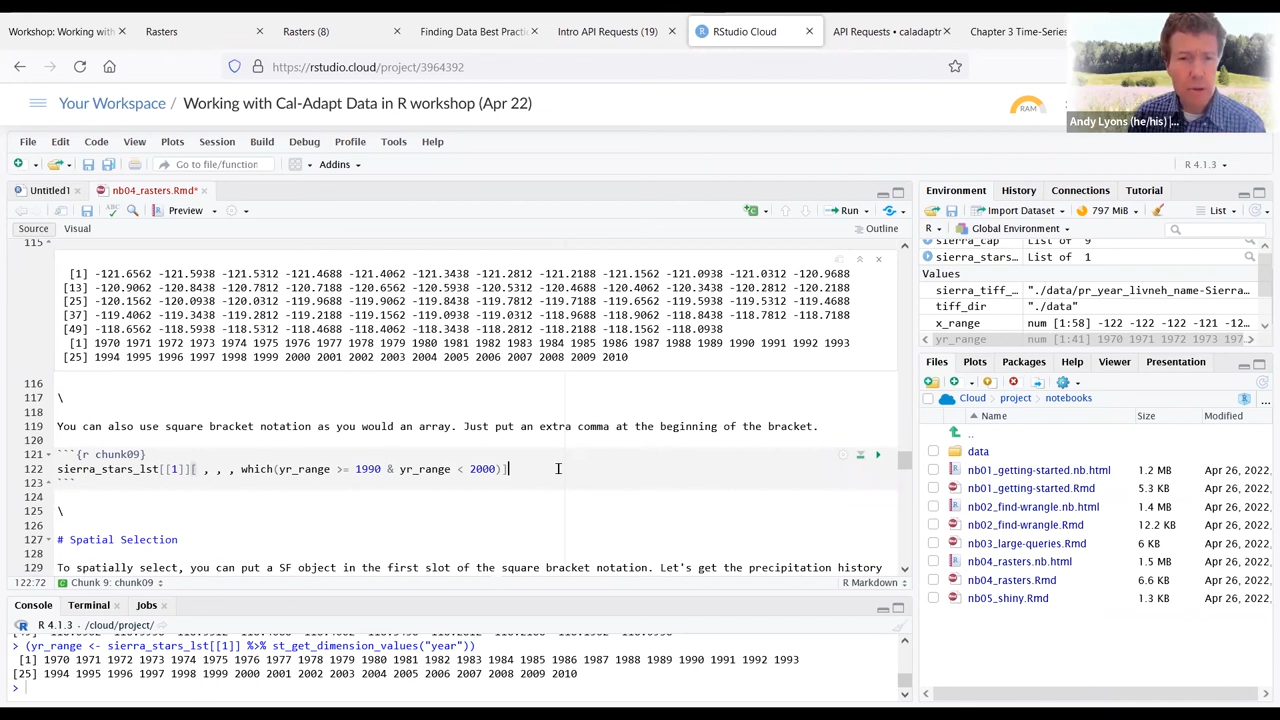 Workshop: Working with
Rasters
Rasters (8)
Finding Data Best Practi
Intro API Requests (19)
RStudio Cloud
API Requests • caladaptr
Chapter 3 Time-Series
https://rstudio.cloud/project/3964392
Your Workspace / Working with Cal-Adapt Data in R workshop (Apr 22)
RAM
Andy Lyons (he/his) |...
File Edit Code View Plots Session Build Debug Profile Tools Help
Go to file/function
Addins
R 4.1.3
Untitled1
nb04_rasters.Rmd*
Preview
Run
Source Visual
Outline
115
[1] -121.6562 -121.5938 -121.5312 -121.4688 -121.4062 -121.3438 -121.2812 -121.2188 -121.1562 -121.0938 -121.0312 -120.9688
[13] -120.9062 -120.8438 -120.7812 -120.7188 -120.6562 -120.5938 -120.5312 -120.4688 -120.4062 -120.3438 -120.2812 -120.2188
[25] -120.1562 -120.0938 -120.0312 -119.9688 -119.9062 -119.8438 -119.7812 -119.7188 -119.6562 -119.5938 -119.5312 -119.4688
[37] -119.4062 -119.3438 -119.2812 -119.2188 -119.1562 -119.0938 -119.0312 -118.9688 -118.9062 -118.8438 -118.7812 -118.7188
[49] -118.6562 -118.5938 -118.5312 -118.4688 -118.4062 -118.3438 -118.2812 -118.2188 -118.1562 -118.0938
[1] 1970 1971 1972 1973 1974 1975 1976 1977 1978 1979 1980 1981 1982 1983 1984 1985 1986 1987 1988 1989 1990 1991 1992 1993
[25] 1994 1995 1996 1997 1998 1999 2000 2001 2002 2003 2004 2005 2006 2007 2008 2009 2010
116
117 \
118
119 You can also use square bracket notation as you would an array. Just put an extra comma at the beginning of the bracket.
120
121 ```{r chunk09}
122 sierra_stars_lst[[1]][ , , , which(yr_range >= 1990 & yr_range < 2000)]
123 ```
124
125 \
126
127 # Spatial Selection
128
129 To spatially select, you can put a SF object in the first slot of the square bracket notation. Let's get the precipitation history
122:72 Chunk 9: chunk09
R Markdown
Console Terminal Jobs
R 4.1.3 · /cloud/project/
> (yr_range <- sierra_stars_lst[[1]] %>% st_get_dimension_values("year"))
[1] 1970 1971 1972 1973 1974 1975 1976 1977 1978 1979 1980 1981 1982 1983 1984 1985 1986 1987 1988 1989 1990 1991 1992 1993
[25] 1994 1995 1996 1997 1998 1999 2000 2001 2002 2003 2004 2005 2006 2007 2008 2009 2010
>
Environment History Connections Tutorial
Import Dataset
797 MiB
List
R Global Environment
sierra_cap List of 9
sierra_stars... List of 1
Values
sierra_tiff_... "./data/pr_year_livneh_name-Sierra...
tiff_dir "./data"
x_range num [1:58] -122 -122 -122 -121 -12...
yr_range num [1:41] 1970 1971 1972 1973 197...
Files Plots Packages Help Viewer Presentation
Cloud project notebooks
Name Size Modified
..
data
nb01_getting-started.nb.html 1.2 MB Apr 26, 2022,
nb01_getting-started.Rmd 5.3 KB Apr 26, 2022,
nb02_find-wrangle.nb.html 1.4 MB Apr 26, 2022,
nb02_find-wrangle.Rmd 12.2 KB Apr 26, 2022,
nb03_large-queries.Rmd 6 KB Apr 26, 2022,
nb04_rasters.nb.html 1.5 MB Apr 26, 2022,
nb04_rasters.Rmd 6.6 KB Apr 26, 2022,
nb05_shiny.Rmd 1.3 KB Apr 26, 2022,